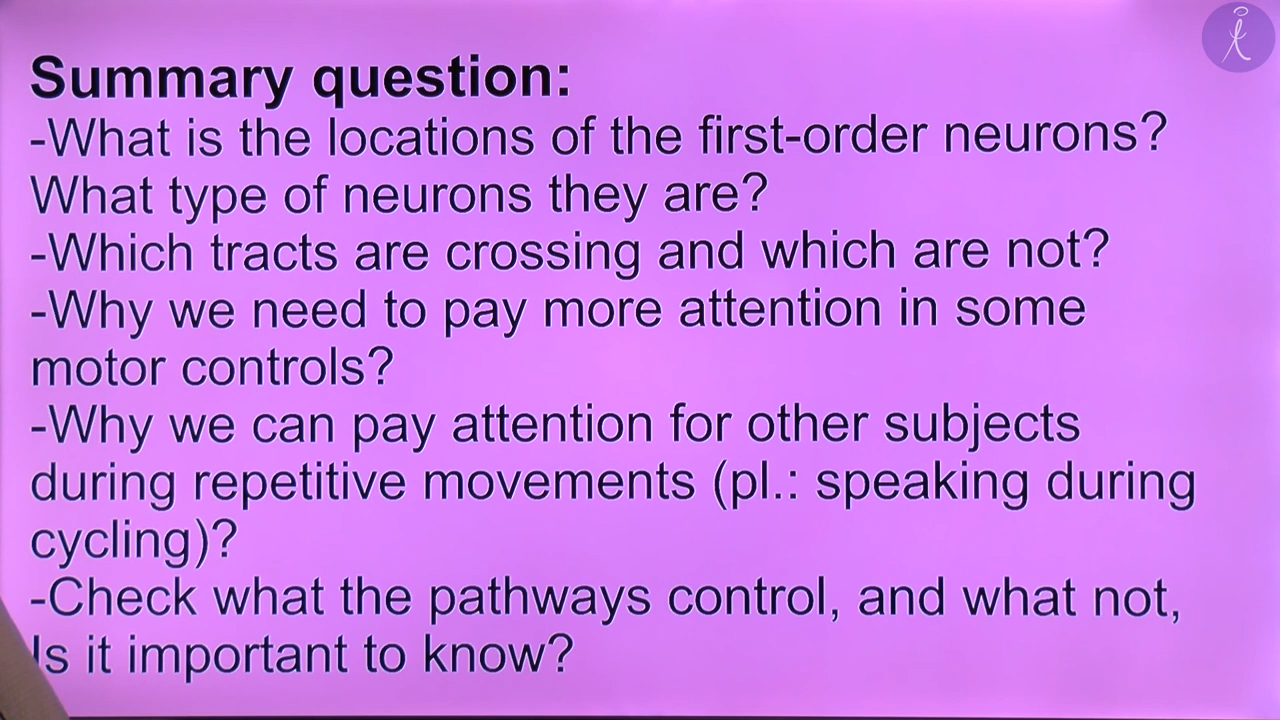 Summary question:
-What is the locations of the first-order neurons?
What type of neurons they are?
-Which tracts are crossing and which are not?
-Why we need to pay more attention in some
motor controls?
-Why we can pay attention for other subjects
during repetitive movements (pl.: speaking during
cycling)?
-Check what the pathways control, and what not,
Is it important to know?